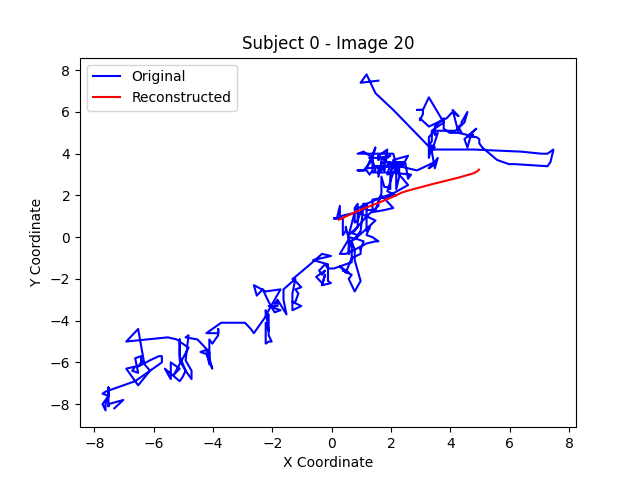 Subject 0 - Image 20
Original
Reconstructed
Y Coordinate
8
6
4
2
0
−2
−4
−6
−8
−8 −6 −4 −2 0 2 4 6 8
X Coordinate